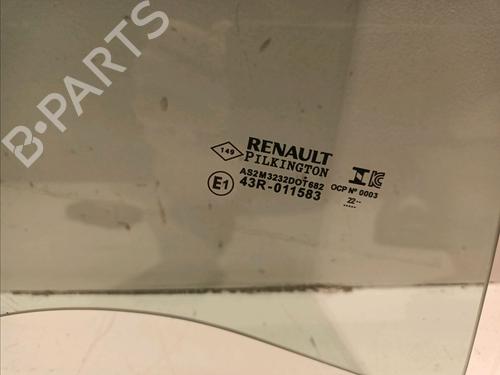 B-PARTS
149
RENAULT
PILKINGTON
AS2M3232DOT682
E1
43R-011583
OCP Nº 0003
22--
-----